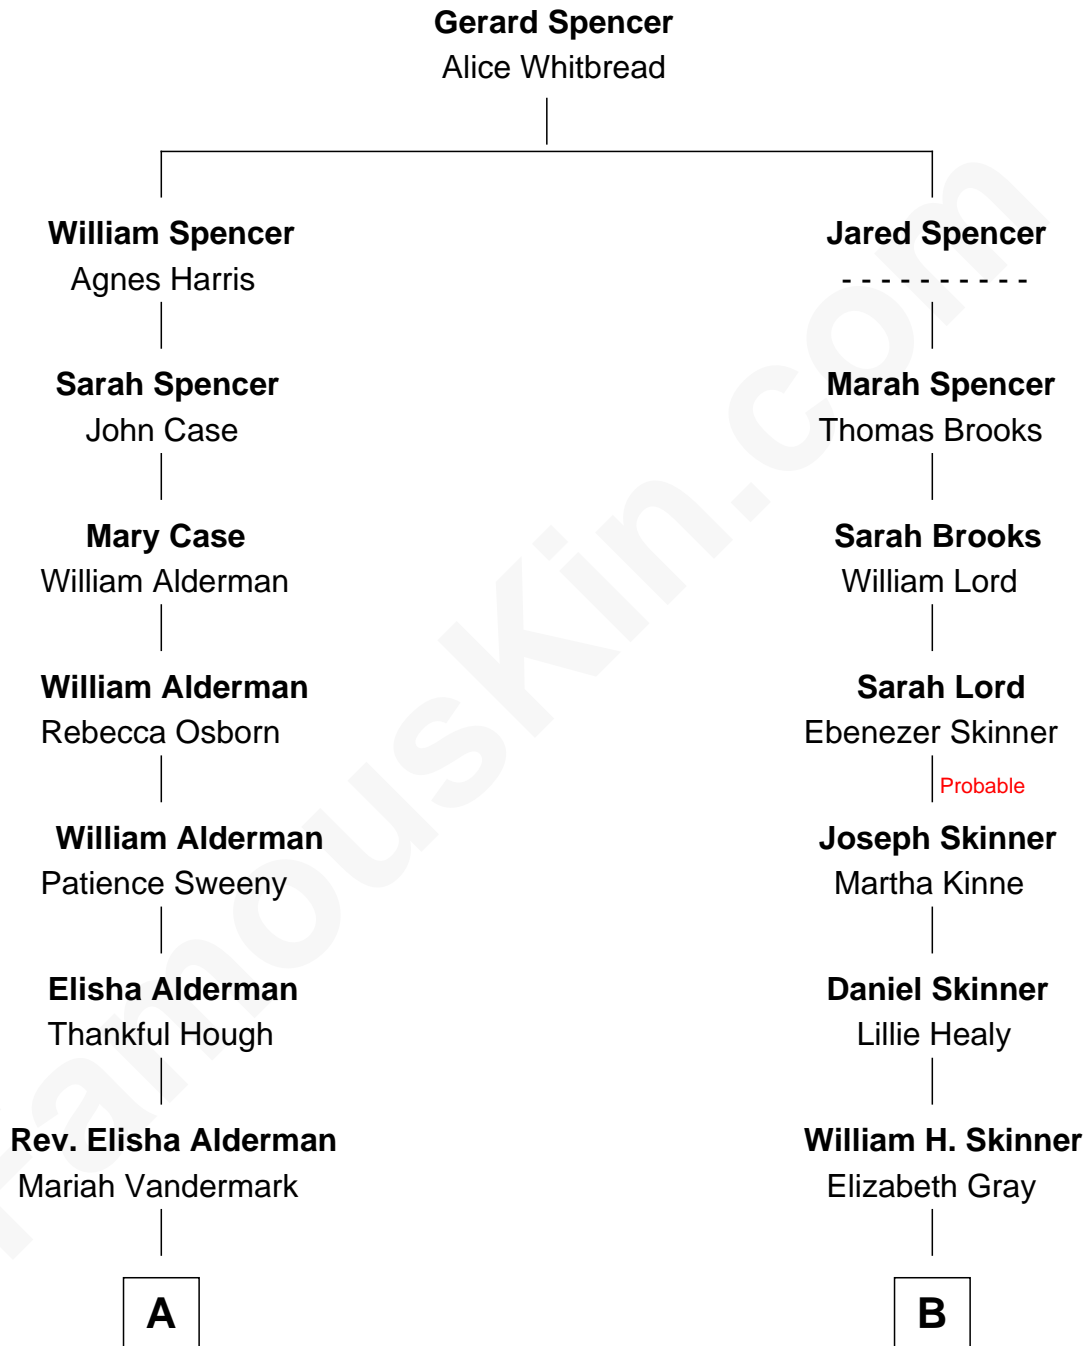 Gerard Spencer
Alice Whitbread
William Spencer
Agnes Harris
Jared Spencer
- - - - - - - - - -
Sarah Spencer
John Case
Marah Spencer
Thomas Brooks
Mary Case
William Alderman
Sarah Brooks
William Lord
William Alderman
Rebecca Osborn
Sarah Lord
Ebenezer Skinner
Probable
William Alderman
Patience Sweeny
Joseph Skinner
Martha Kinne
Elisha Alderman
Thankful Hough
Daniel Skinner
Lillie Healy
Rev. Elisha Alderman
Mariah Vandermark
William H. Skinner
Elizabeth Gray
A
B
FamousKin.com